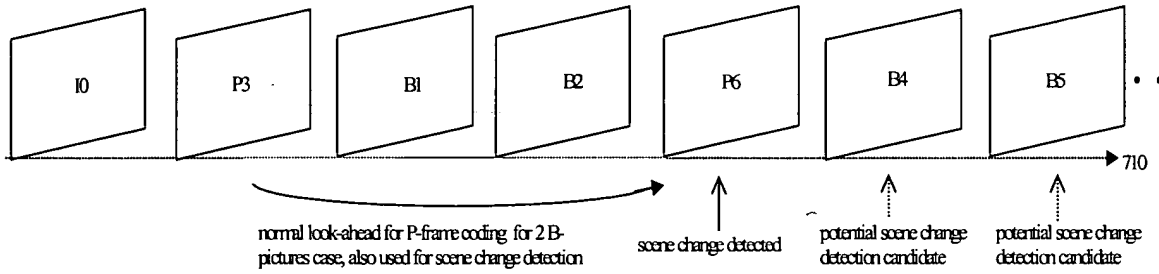 I0 P3 B1 B2 P6 B4 B5
710
normal look-ahead for P-frame coding for 2 B-
pictures case, also used for scene change detection
scene change detected
potential scene change
detection candidate
potential scene change
detection candidate